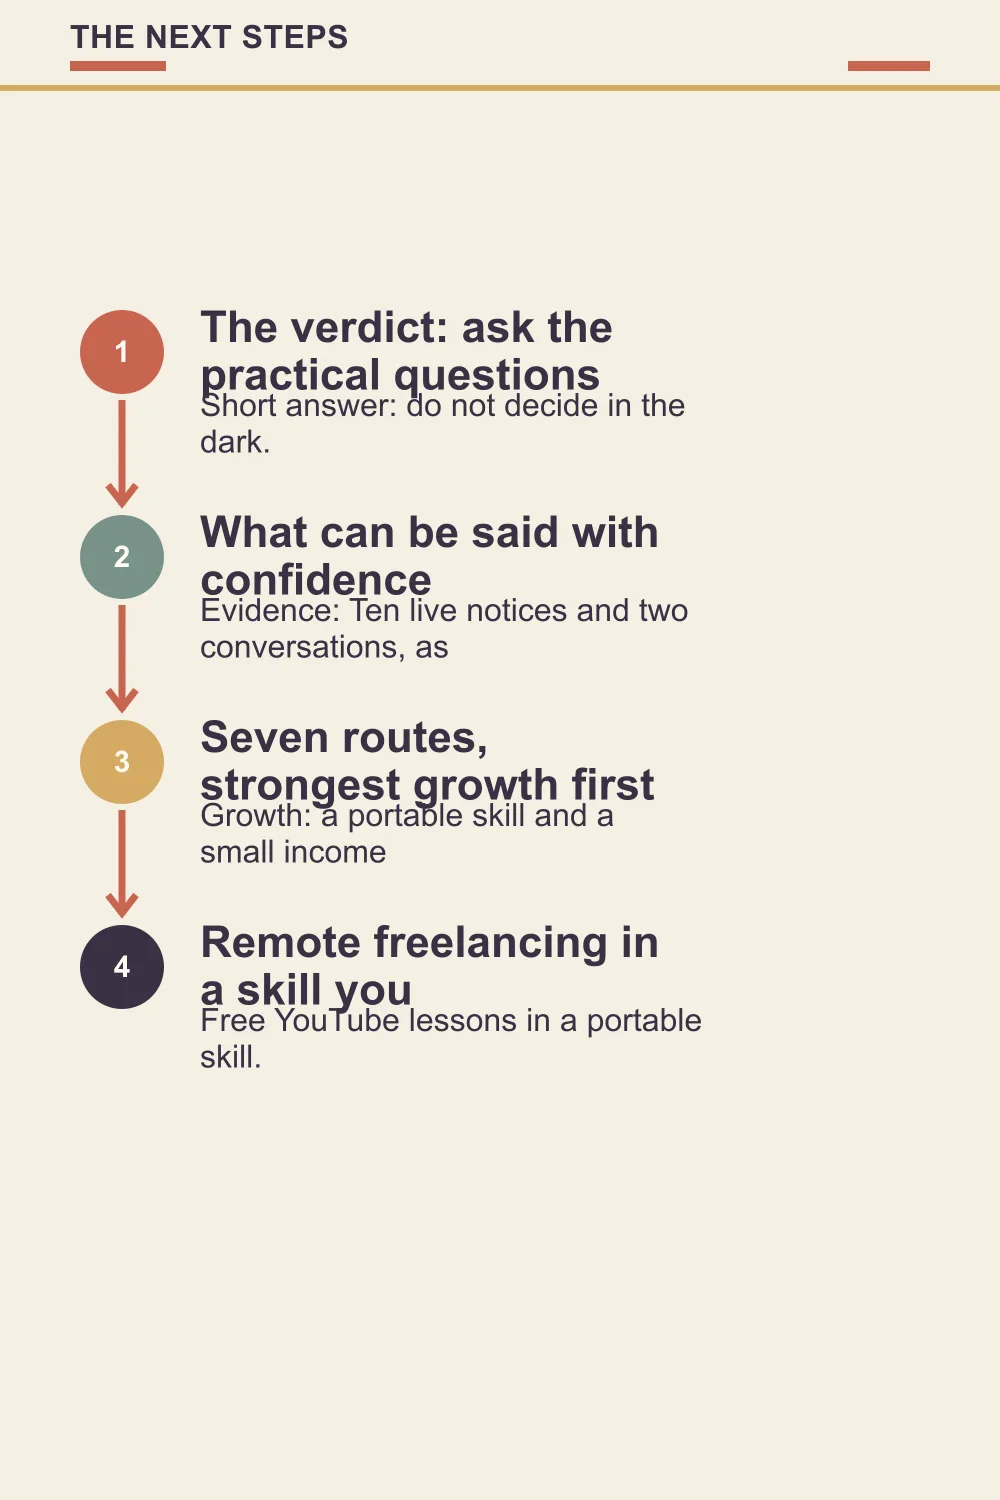 THE NEXT STEPS
1
The verdict: ask the
practical questions
Short answer: do not decide in the
dark.
2
What can be said with
confidence
Evidence: Ten live notices and two
conversations, as
3
Seven routes,
strongest growth first
Growth: a portable skill and a
small income
4
Remote freelancing in
a skill you
Free YouTube lessons in a portable
skill.